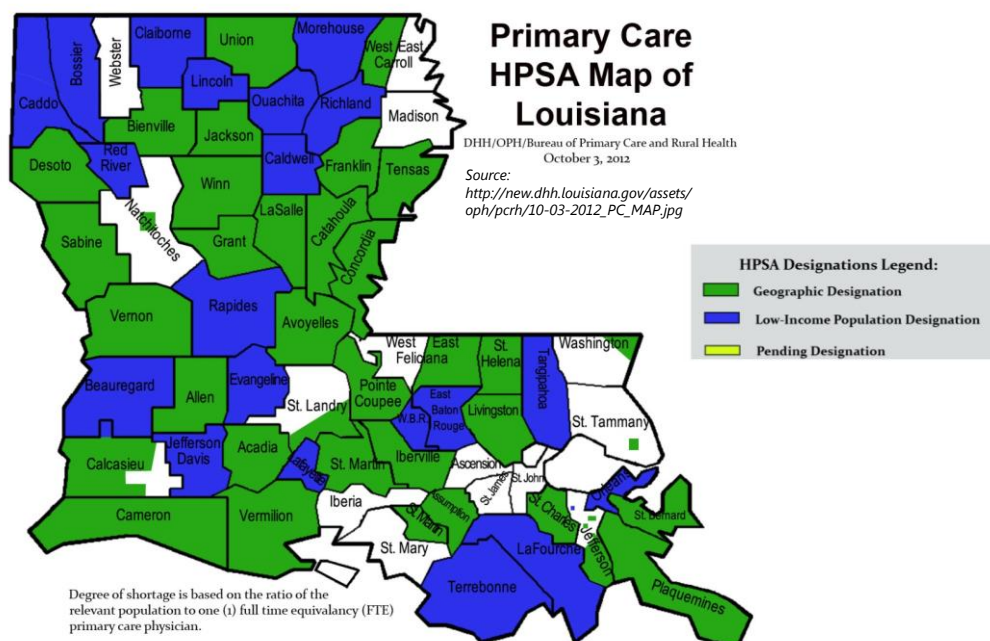 Primary Care
HPSA Map of
Louisiana
DHH/OPH/Bureau of Primary Care and Rural Health
October 3, 2012
Source:
http://new.dhh.louisiana.gov/assets/
oph/pcrh/10-03-2012_PC_MAP.jpg
HPSA Designations Legend:
Geographic Designation
Low-Income Population Designation
Pending Designation
Caddo
Bossier
Webster
Claiborne
Union
Morehouse
West East
Carroll
Lincoln
Ouachita
Richland
Madison
Bienville
Jackson
Desoto
Red
River
Caldwell
Franklin
Tensas
Winn
Natchitoches
LaSalle
Catahoula
Sabine
Grant
Concordia
Vernon
Rapides
Avoyelles
West
Feliciana
East
St.
Helena
Tangipahoa
Washington
Beauregard
Allen
Evangeline
St. Landry
Pointe
Coupee
W.B.R.
East
Baton
Rouge
Livingston
St. Tammany
Calcasieu
Jefferson
Davis
Acadia
Lafayette
St. Martin
Iberville
Ascension
St. James
St. John
Orleans
Cameron
Vermilion
Iberia
St. Martin
Assumption
St. Charles
Jefferson
St. Bernard
St. Mary
LaFourche
Terrebonne
Plaquemines
Degree of shortage is based on the ratio of the
relevant population to one (1) full time equivalancy (FTE)
primary care physician.